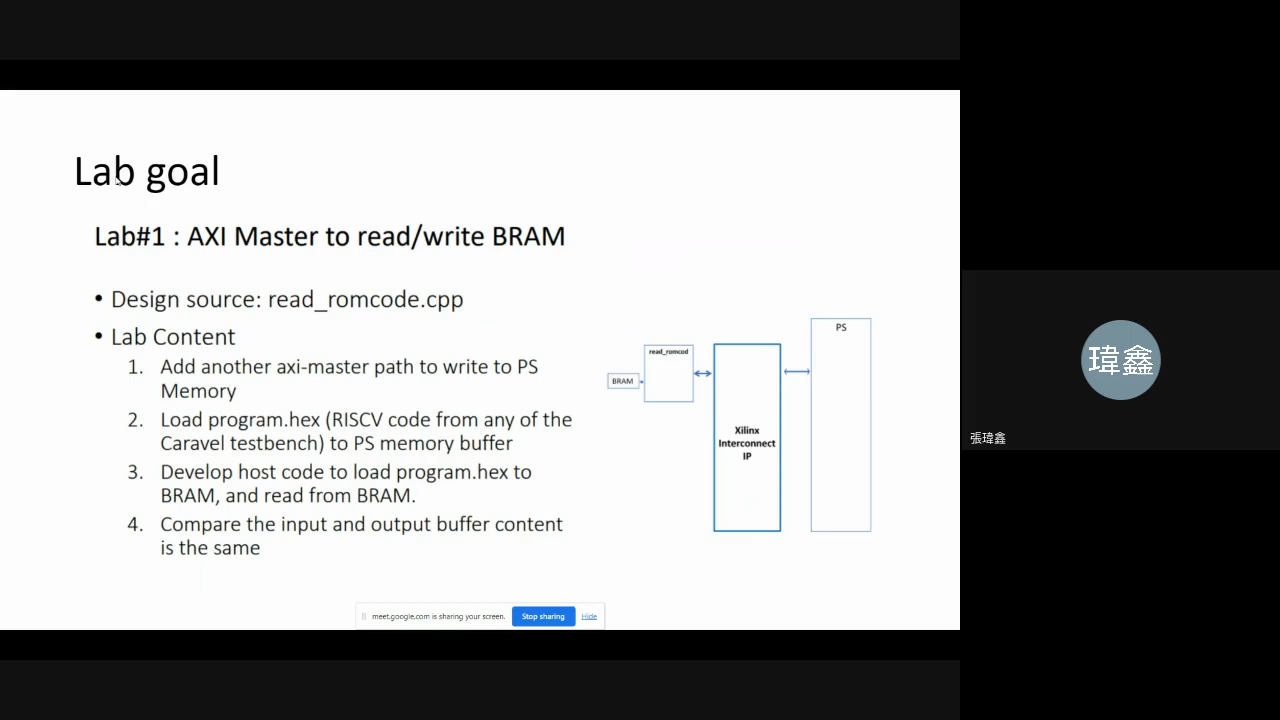 Lab goal
Lab#1 : AXI Master to read/write BRAM
• Design source: read_romcode.cpp
• Lab Content
1. Add another axi-master path to write to PS
Memory
2. Load program.hex (RISCV code from any of the
Caravel testbench) to PS memory buffer
3. Develop host code to load program.hex to
BRAM, and read from BRAM.
4. Compare the input and output buffer content
is the same
BRAM
read_romcod
Xilinx
Interconnect
IP
PS
meet.google.com is sharing your screen.
Stop sharing
Hide
瑋鑫
張瑋鑫